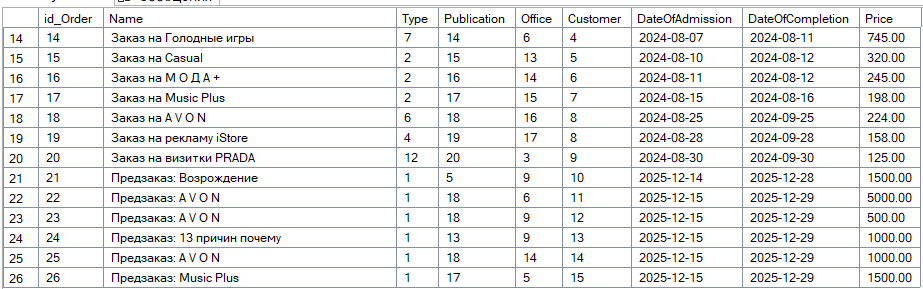 id_Order Name Type Publication Office Customer DateOfAdmission DateOfCompletion Price
14 14 Заказ на Голодные игры 7 14 6 4 2024-08-07 2024-08-11 745.00
15 15 Заказ на Casual 2 15 13 5 2024-08-10 2024-08-12 320.00
16 16 Заказ на М О Д А + 2 16 14 6 2024-08-11 2024-08-12 245.00
17 17 Заказ на Music Plus 2 17 15 7 2024-08-15 2024-08-16 198.00
18 18 Заказ на A V O N 6 18 16 8 2024-08-25 2024-09-25 224.00
19 19 Заказ на рекламу iStore 4 19 17 8 2024-08-28 2024-09-28 158.00
20 20 Заказ на визитки PRADA 12 20 3 9 2024-08-30 2024-09-30 125.00
21 21 Предзаказ: Возрождение 1 5 9 10 2025-12-14 2025-12-28 1500.00
22 22 Предзаказ: A V O N 1 18 6 11 2025-12-15 2025-12-29 5000.00
23 23 Предзаказ: A V O N 1 18 9 12 2025-12-15 2025-12-29 500.00
24 24 Предзаказ: 13 причин почему 1 13 9 13 2025-12-15 2025-12-29 1000.00
25 25 Предзаказ: A V O N 1 18 14 14 2025-12-15 2025-12-29 1000.00
26 26 Предзаказ: Music Plus 1 17 5 15 2025-12-15 2025-12-29 1500.00